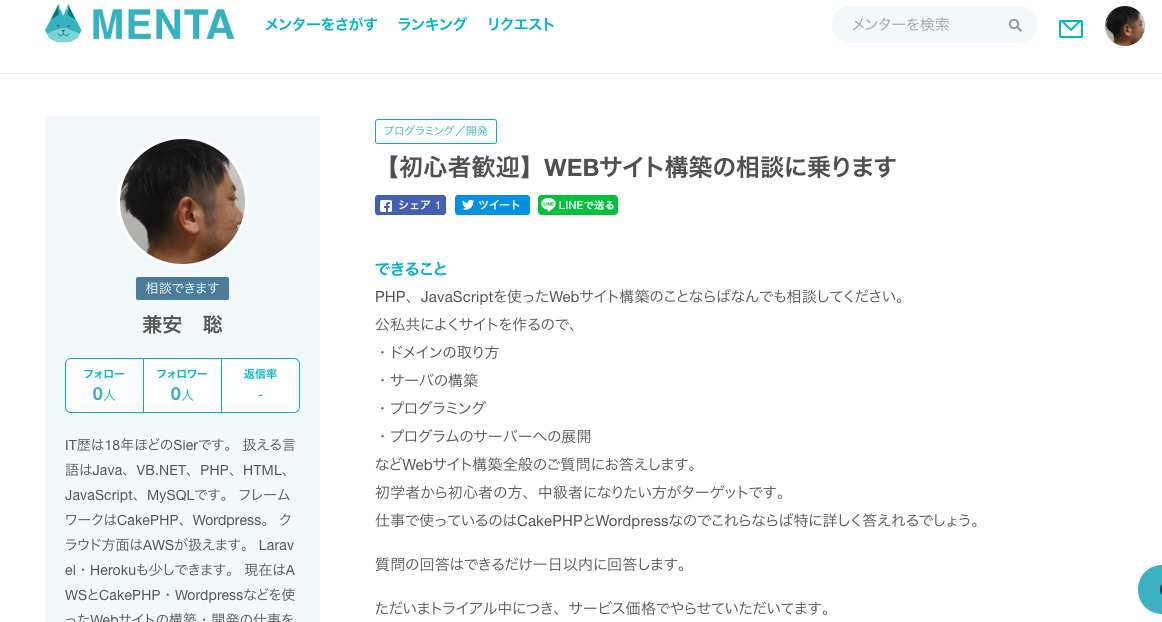 MENTA
メンターをさがす ランキング リクエスト
メンターを検索
相談できます
兼安 聡
フォロー フォロワー 返信率
0人 0人 -
IT歴は18年ほどのSierです。 扱える言
語はJava、VB.NET、PHP、HTML、
JavaScript、MySQLです。 フレーム
ワークはCakePHP、Wordpress。 ク
ラウド方面はAWSが扱えます。 Larav
el・Herokuも少しできます。 現在はA
WSとCakePHP・Wordpressなどを使
ったWebサイトの構築・開発の仕事を
プログラミング／開発
【初心者歓迎】WEBサイト構築の相談に乗ります
シェア 1 ツイート LINEで送る
できること
PHP、JavaScriptを使ったWebサイト構築のことならばなんでも相談してください。
公私共によくサイトを作るので、
・ドメインの取り方
・サーバの構築
・プログラミング
・プログラムのサーバーへの展開
などWebサイト構築全般のご質問にお答えします。
初学者から初心者の方、中級者になりたい方がターゲットです。
仕事で使っているのはCakePHPとWordpressなのでこれらならば特に詳しく答えれるでしょう。
質問の回答はできるだけ一日以内に回答します。
ただいまトライアル中につき、サービス価格でやらせていただいてます。